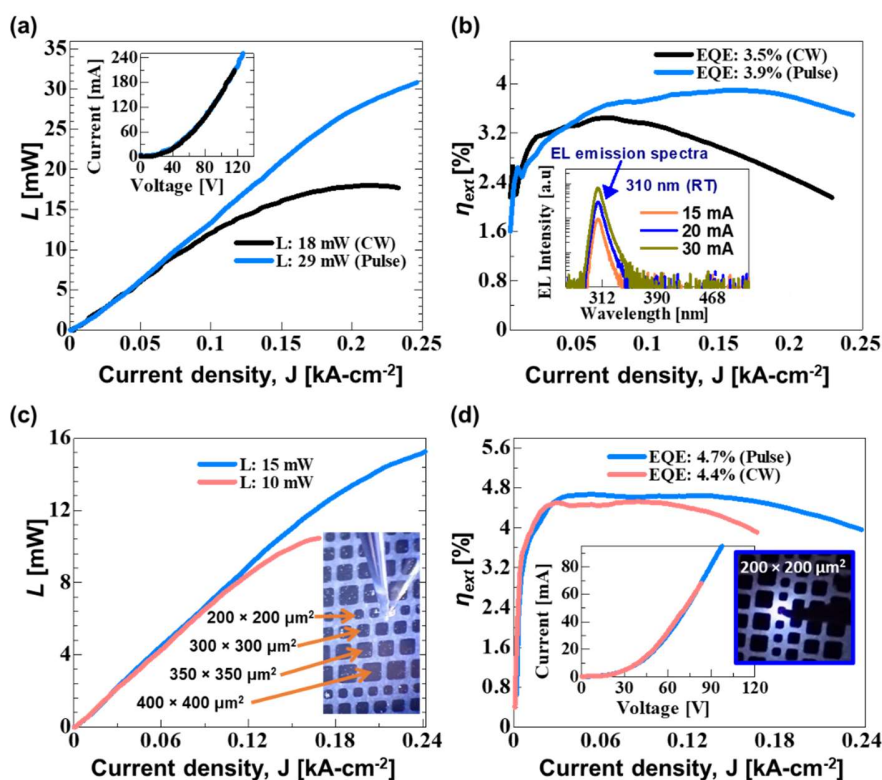 (a)
35
30
25
20
15
10
5
0
L [mW]
240
180
120
60
0
Current [mA]
0 40 80 120
Voltage [V]
L: 18 mW (CW)
L: 29 mW (Pulse)
0 0.05 0.1 0.15 0.2 0.25
Current density, J [kA-cm⁻²]
(b)
4
3.2
2.4
1.6
0.8
0
ηext [%]
EQE: 3.5% (CW)
EQE: 3.9% (Pulse)
EL emission spectra
310 nm (RT)
15 mA
20 mA
30 mA
EL Intensity [a.u]
312 390 468
Wavelength [nm]
0 0.05 0.1 0.15 0.2 0.25
Current density, J [kA-cm⁻²]
(c)
16
12
8
4
0
L [mW]
L: 15 mW
L: 10 mW
200 × 200 µm²
300 × 300 µm²
350 × 350 µm²
400 × 400 µm²
0 0.06 0.12 0.18 0.24
Current density, J [kA-cm⁻²]
(d)
5.6
4.8
4
3.2
2.4
1.6
0.8
0
ηext [%]
EQE: 4.7% (Pulse)
EQE: 4.4% (CW)
80
60
40
20
0
Current [mA]
0 30 60 90 120
Voltage [V]
200 × 200 µm²
0 0.06 0.12 0.18 0.24
Current density, J [kA-cm⁻²]